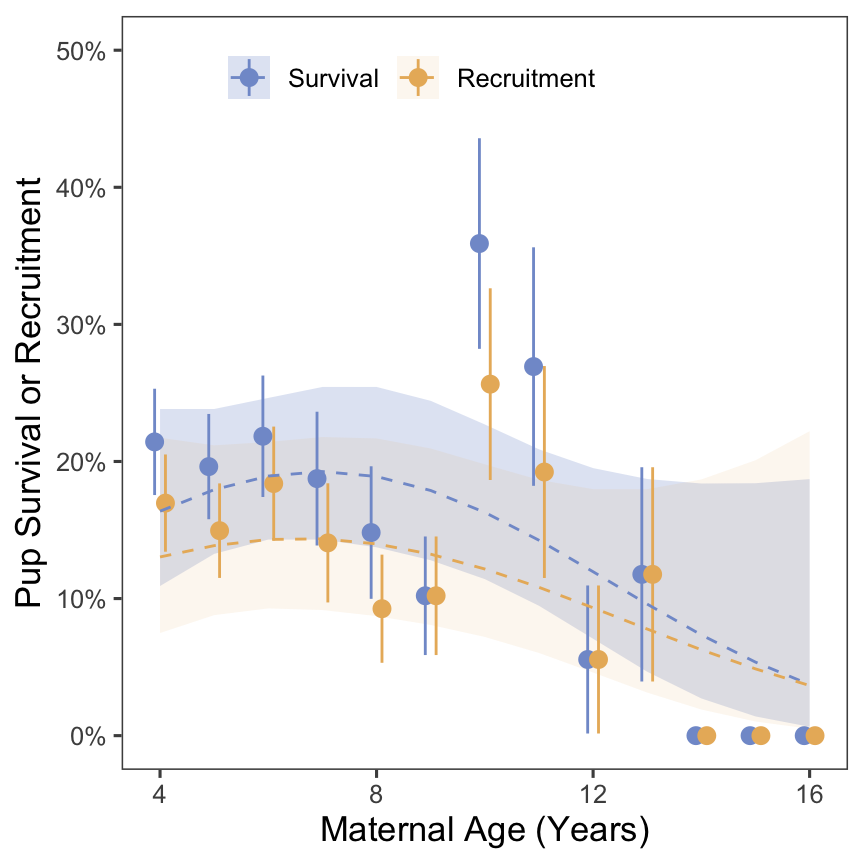 Pup Survival or Recruitment
50%
40%
30%
20%
10%
0%
Survival Recruitment
4 8 12 16
Maternal Age (Years)